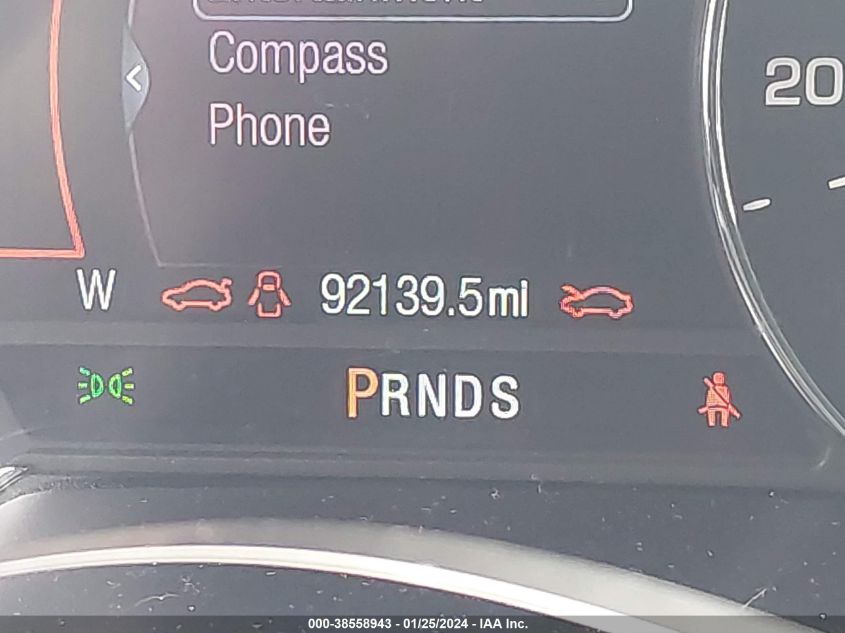 Compass
Phone
20
W 92139.5mi
PRNDS
000-38558943 - 01/25/2024 - IAA Inc.